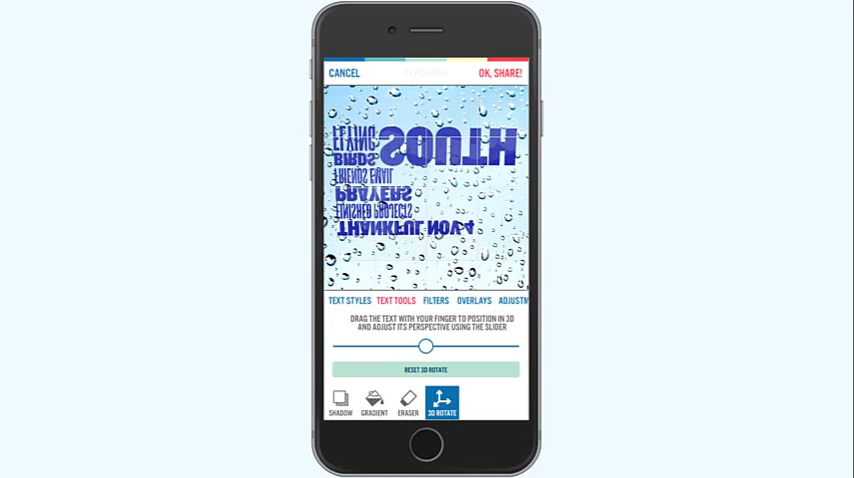 CANCEL
OK, SHARE!
THANKFUL NOV 4
FINISHED PROJECTS
PRAYERS
FRIENDS EMAIL
BIRDS
FLYING
SOUTH
TEXT STYLES TEXT TOOLS FILTERS OVERLAYS ADJUSTM
DRAG THE TEXT WITH YOUR FINGER TO POSITION IN 3D
AND ADJUST ITS PERSPECTIVE USING THE SLIDER
RESET 3D ROTATE
SHADOW GRADIENT ERASER 3D ROTATE